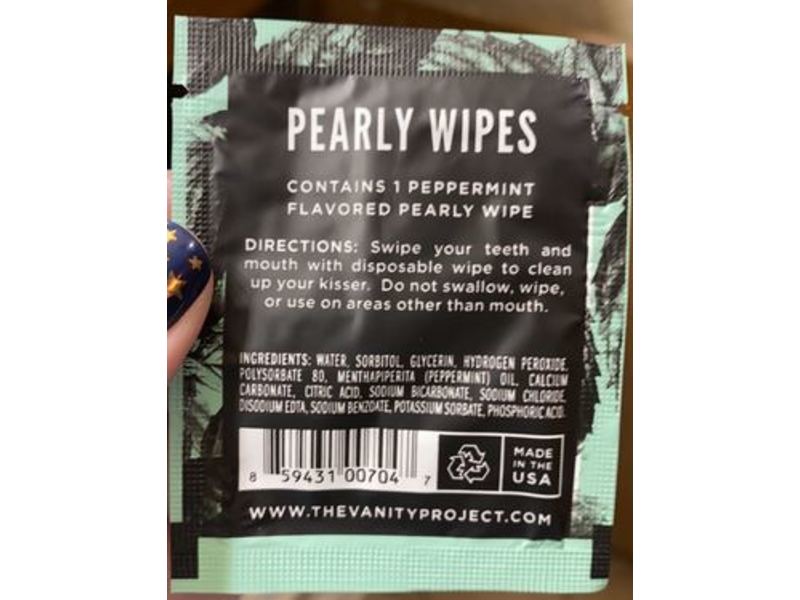 PEARLY WIPES
CONTAINS 1 PEPPERMINT
FLAVORED PEARLY WIPE
DIRECTIONS: Swipe your teeth and
mouth with disposable wipe to clean
up your kisser. Do not swallow, wipe,
or use on areas other than mouth.
INGREDIENTS: WATER, SORBITOL, GLYCERIN, HYDROGEN PEROXIDE,
POLYSORBATE 80, MENTHAPIPERITA (PEPPERMINT) OIL, CALCIUM
CARBONATE, CITRIC ACID, SODIUM BICARBONATE, SODIUM CHLORIDE,
DISODIUM EDTA, SODIUM BENZOATE, POTASSIUM SORBATE, PHOSPHORIC ACID.
8 59431 00704 7
MADE
IN THE
USA
WWW.THEVANITYPROJECT.COM